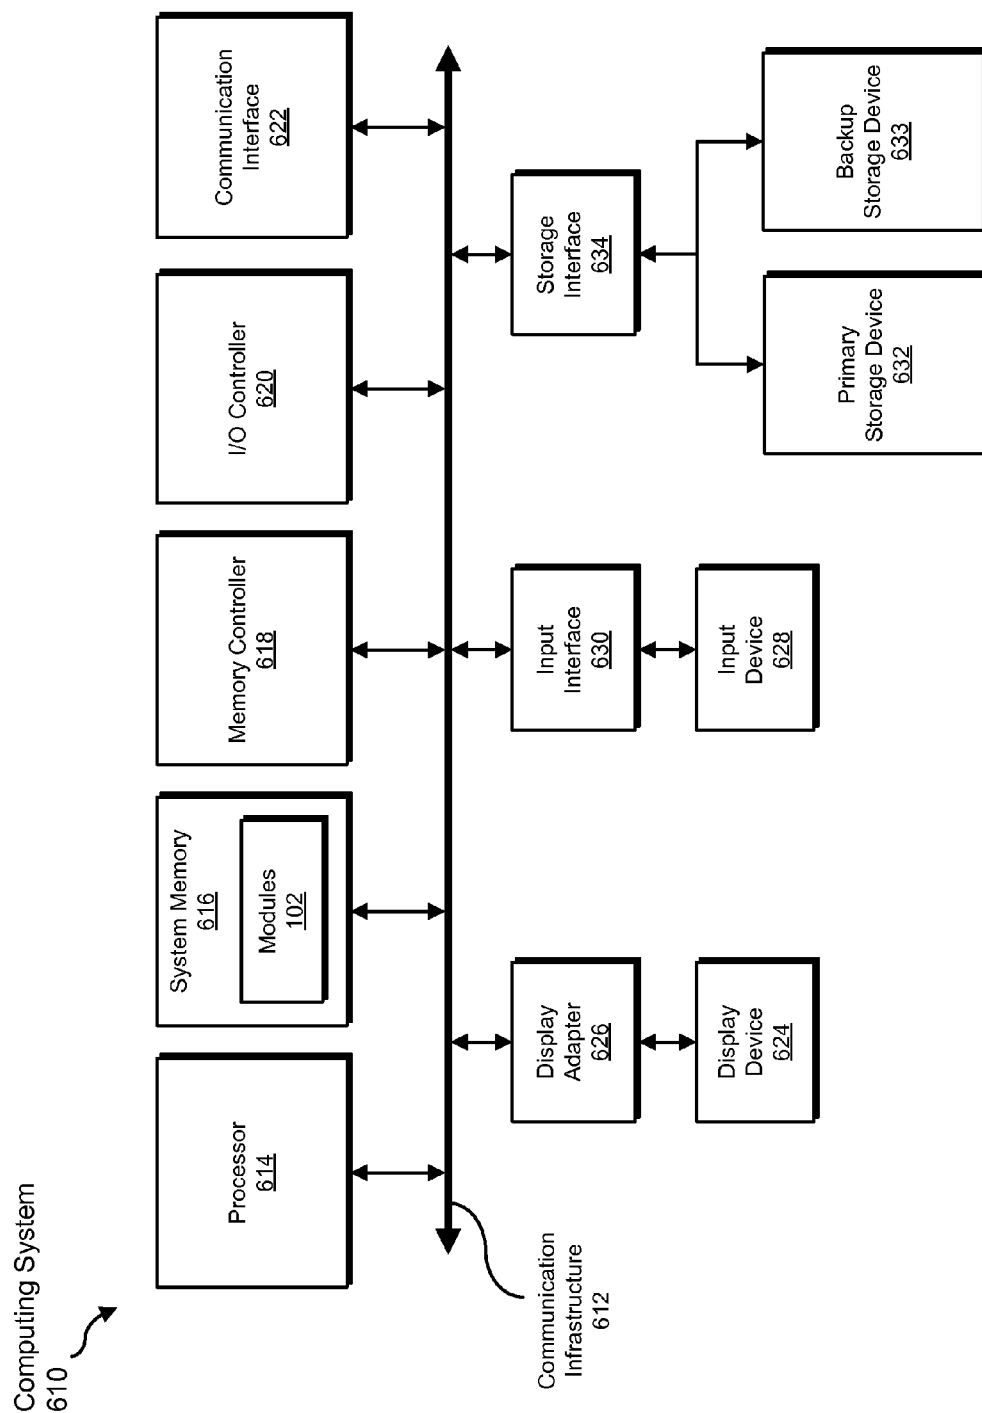 Computing System
610
Processor
614
System Memory
616
Modules
102
Memory Controller
618
I/O Controller
620
Communication
Interface
622
Communication
Infrastructure
612
Display
Adapter
626
Input
Interface
630
Storage
Interface
634
Display
Device
624
Input
Device
628
Primary
Storage Device
632
Backup
Storage Device
633